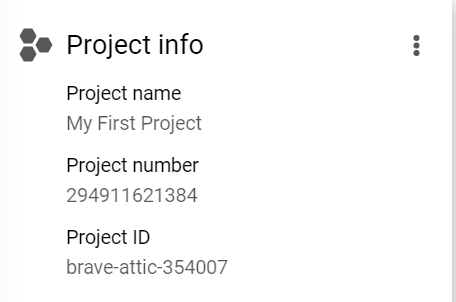 Project info
Project name
My First Project
Project number
294911621384
Project ID
brave-attic-354007